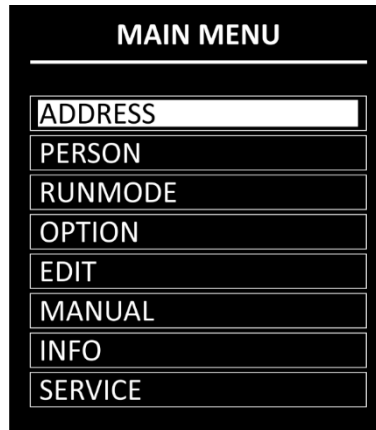 MAIN MENU
ADDRESS
PERSON
RUNMODE
OPTION
EDIT
MANUAL
INFO
SERVICE